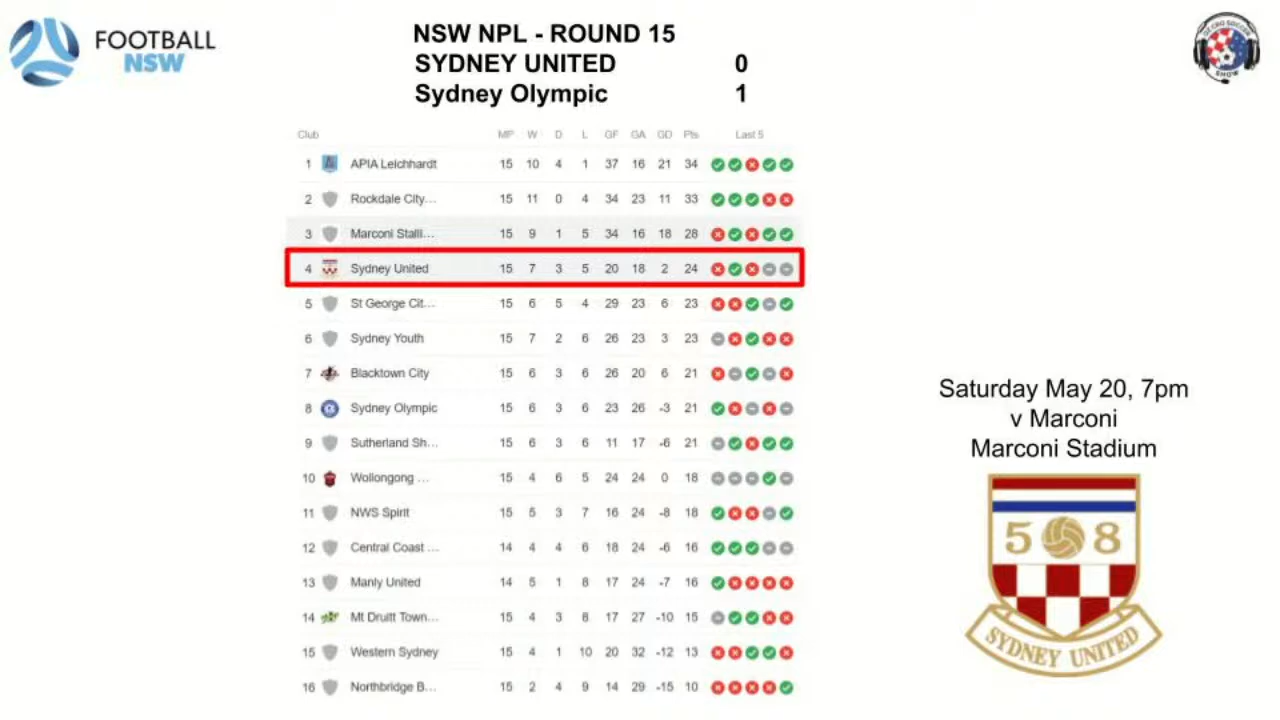 FOOTBALL
NSW
NSW NPL - ROUND 15
SYDNEY UNITED 0
Sydney Olympic 1
SHOW
Club MP W D L GF GA GD Pts Last 5
1 APIA Leichhardt 15 10 4 1 37 16 21 34
2 Rockdale City... 15 11 0 4 34 23 11 33
3 Marconi Stalli... 15 9 1 5 34 16 18 28
4 Sydney United 15 7 3 5 20 18 2 24
5 St George Cit... 15 6 5 4 29 23 6 23
6 Sydney Youth 15 7 2 6 26 23 3 23
7 Blacktown City 15 6 3 6 26 20 6 21
8 Sydney Olympic 15 6 3 6 23 26 -3 21
9 Sutherland Sh... 15 6 3 6 11 17 -6 21
10 Wollongong ... 15 4 6 5 24 24 0 18
11 NWS Spirit 15 5 3 7 16 24 -8 18
12 Central Coast ... 14 4 4 6 18 24 -6 16
13 Manly United 14 5 1 8 17 24 -7 16
14 Mt Druitt Town... 15 4 3 8 17 27 -10 15
15 Western Sydney 15 4 1 10 20 32 -12 13
16 Northbridge B... 15 2 4 9 14 29 -15 10
Saturday May 20, 7pm
v Marconi
Marconi Stadium
5 8
SYDNEY UNITED